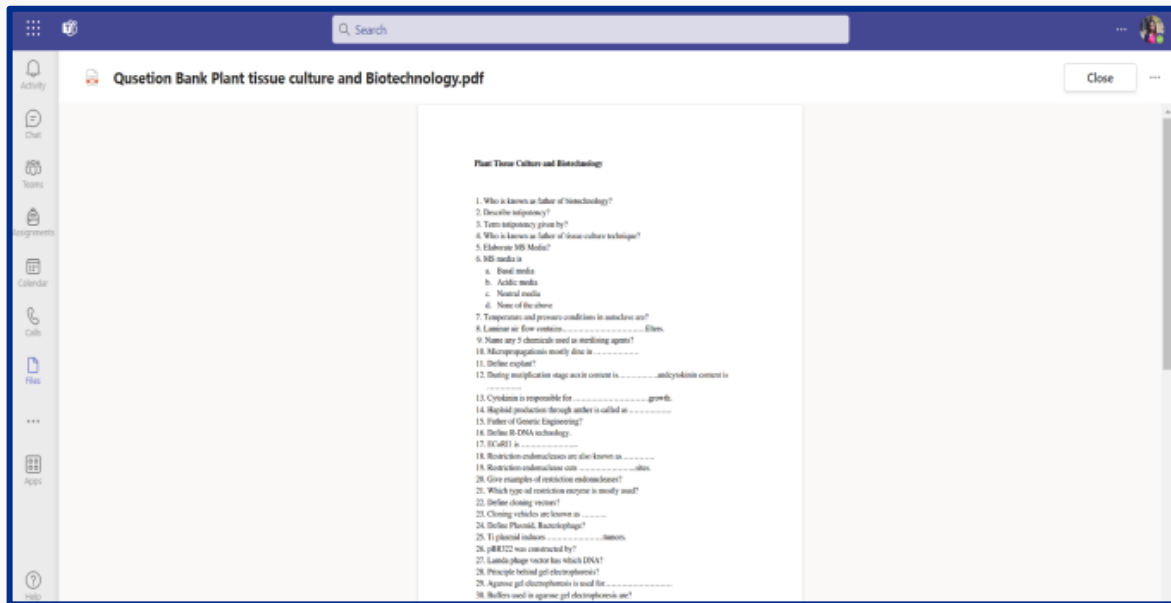 Search
Activity
Chat
Teams
Assignments
Calendar
Calls
Files
Apps
Help
Qusetion Bank Plant tissue culture and Biotechnology.pdf
Close
Plant Tissue Culture and Biotechnology
1. Who is known as father of biotechnology?
2. Describe totipotency?
3. Term totipotency given by?
4. Who is known as father of tissue culture technique?
5. Elaborate MS Media?
6. MS media is
a. Basal media
b. Acidic media
c. Neutral media
d. None of the above
7. Temperature and pressure conditions in autoclave are?
8. Laminar air flow contains..............................filters.
9. Name any 5 chemicals used as sterilising agents?
10. Micropropagationis mostly dine in ..................
11. Define explant?
12. During mutiplication stage auxin content is...............andcytokinin content is
..............
13. Cytokinin is responsible for .............................growth.
14. Haploid production through anther is called as ................
15. Father of Genetic Engineering?
16. Define R-DNA technology.
17. ECoRI1 is ......................
18. Restriction endonucleases are also known as ............
19. Restriction endonuclease cuts ......................sites.
20. Give examples of restriction endonucleases?
21. Which type od restriction enzyme is mostly used?
22. Define cloning vectors?
23. Cloning vehicles are known as ..........
24. Define Plasmid, Bacteriophage?
25. Ti plasmid induces ......................tumors.
26. pBR322 was constructed by?
27. Lamda phage vector has which DNA?
28. Principle behind gel electrophoresis?
29. Agarose gel electrophoresis is used for ..........................
30. Buffers used in agarose gel electrophoresis are?